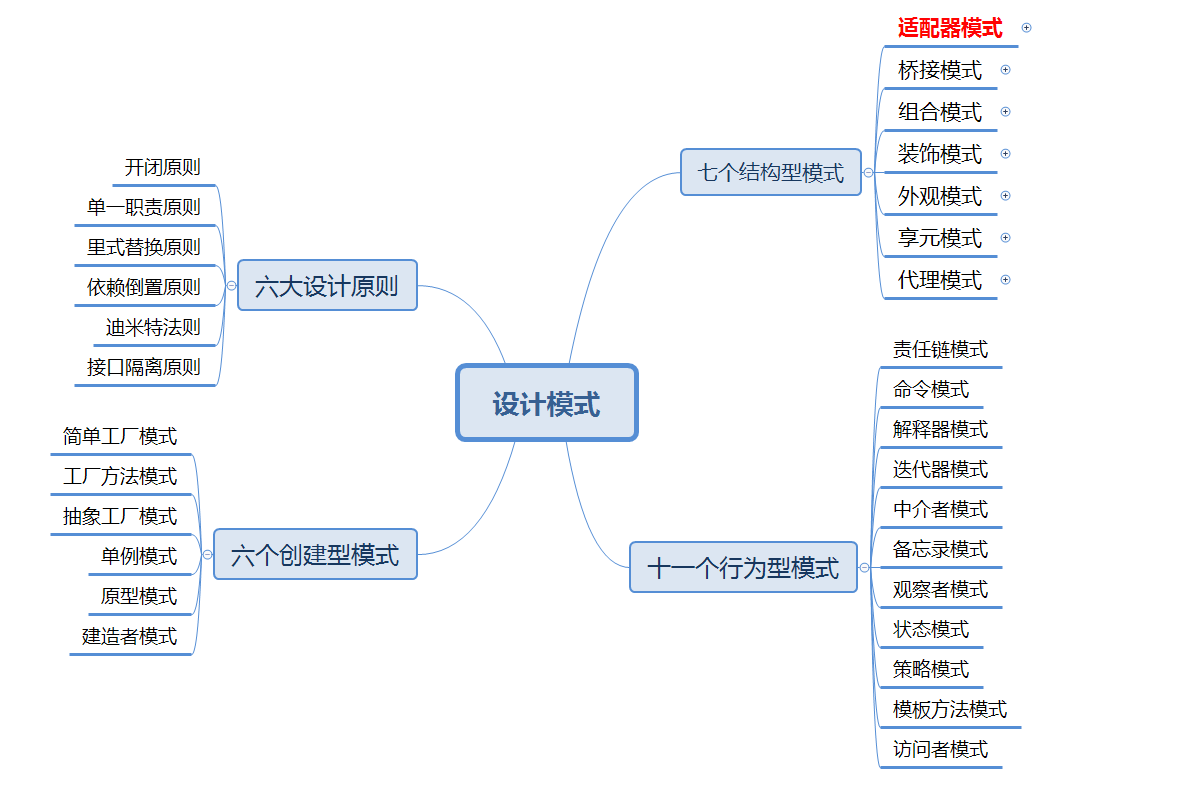 设计模式
六大设计原则
开闭原则
单一职责原则
里式替换原则
依赖倒置原则
迪米特法则
接口隔离原则
六个创建型模式
简单工厂模式
工厂方法模式
抽象工厂模式
单例模式
原型模式
建造者模式
七个结构型模式
适配器模式
桥接模式
组合模式
装饰模式
外观模式
享元模式
代理模式
十一个行为型模式
责任链模式
命令模式
解释器模式
迭代器模式
中介者模式
备忘录模式
观察者模式
状态模式
策略模式
模板方法模式
访问者模式